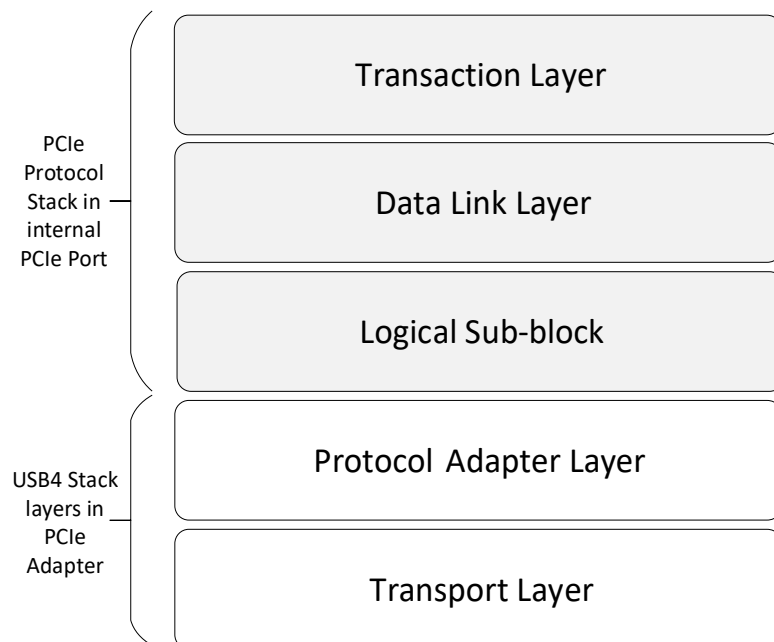 Transaction Layer
PCIe
Protocol
Stack in
internal
PCIe Port
Data Link Layer
Logical Sub-block
Protocol Adapter Layer
USB4 Stack
layers in
PCIe
Adapter
Transport Layer